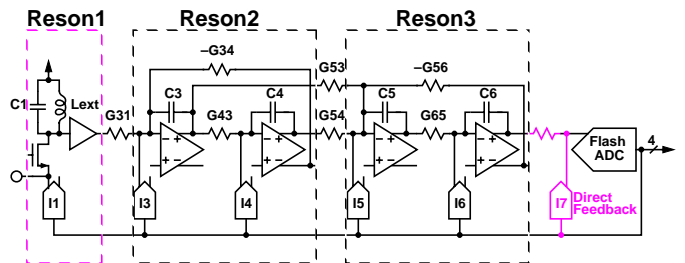 Reson1 Reson2 Reson3
–G34 G53 –G56
C1 Lext C3 C4 C5 C6
G31 G43 G54 G65
Flash
ADC
4
I1 I3 I4 I5 I6 I7
Direct
Feedback